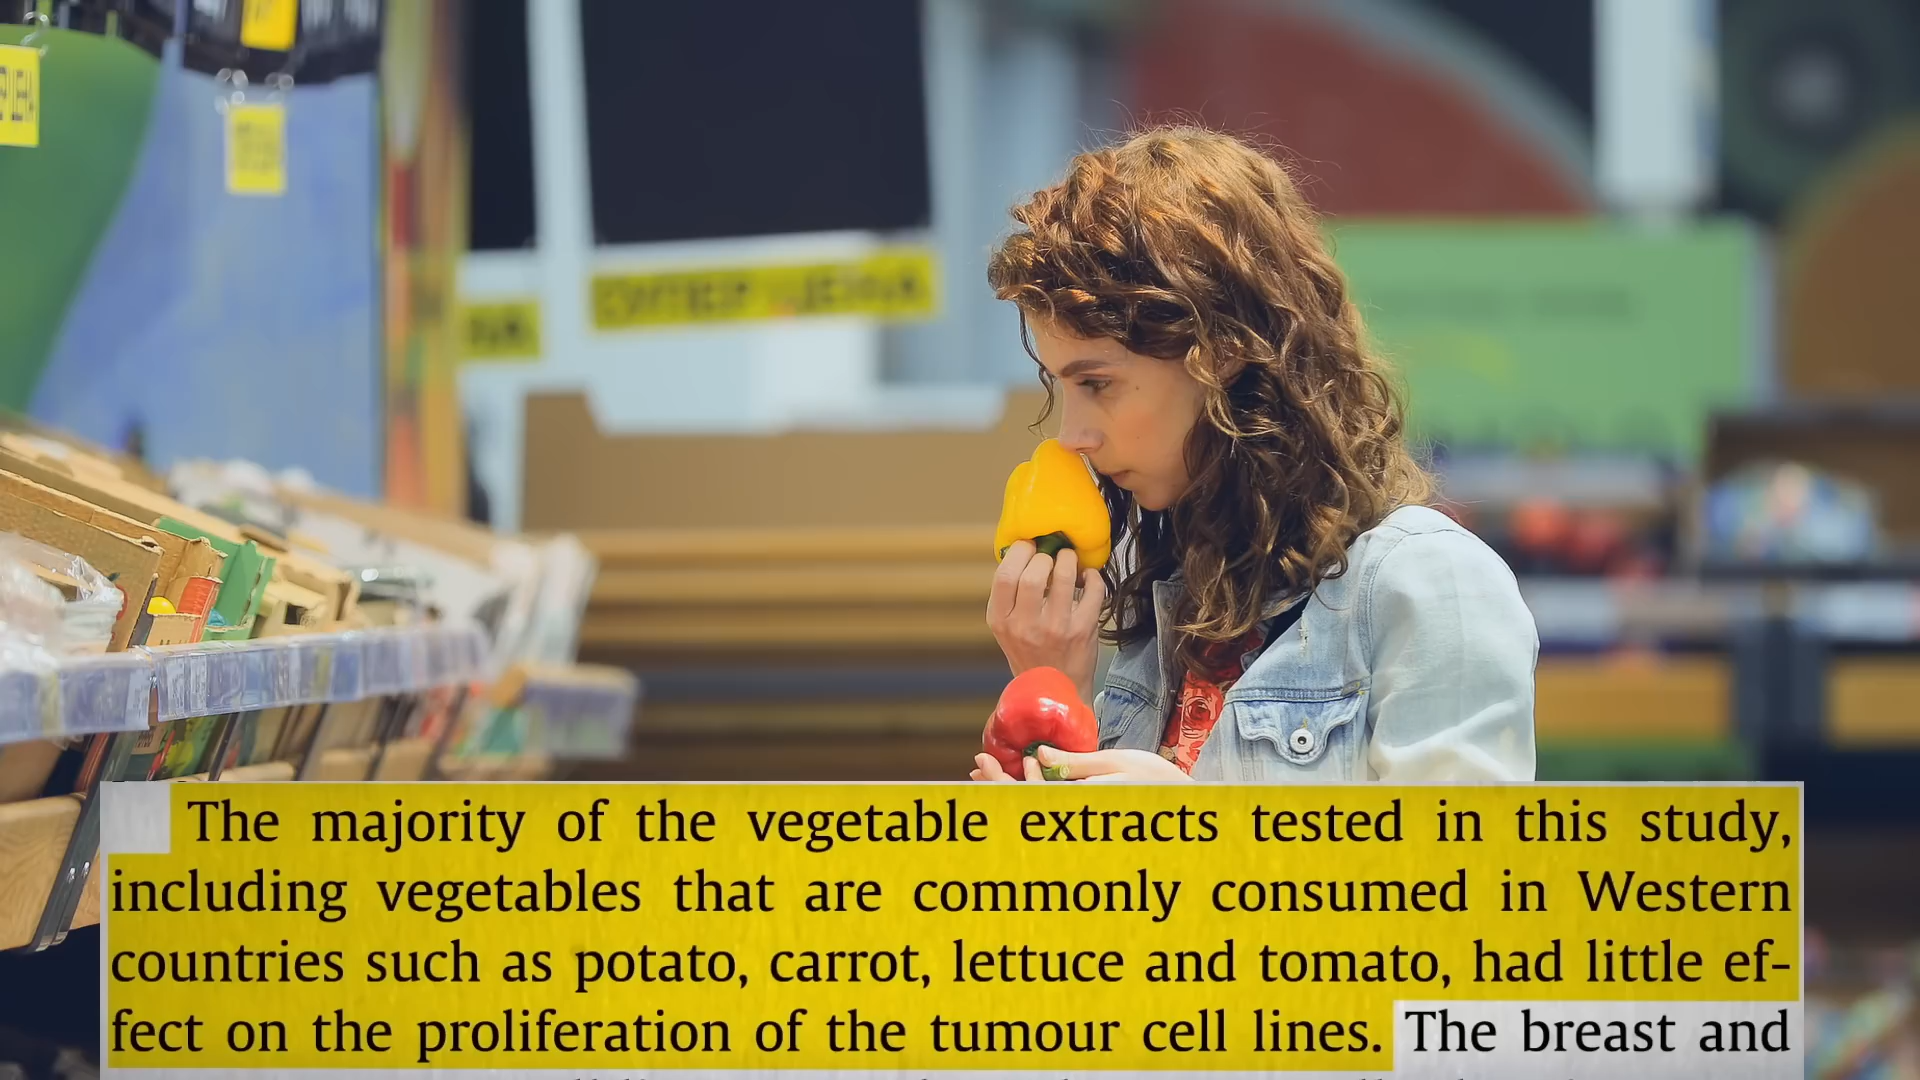 СУПЕР ЦЕНА
The majority of the vegetable extracts tested in this study,
including vegetables that are commonly consumed in Western
countries such as potato, carrot, lettuce and tomato, had little ef-
fect on the proliferation of the tumour cell lines. The breast and